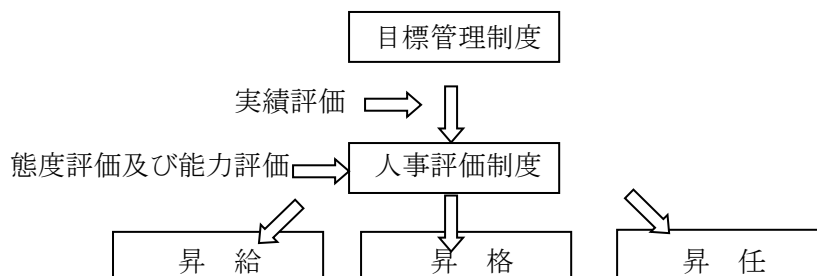 目標管理制度
実績評価
態度評価及び能力評価
人事評価制度
昇 給
昇 格
昇 任